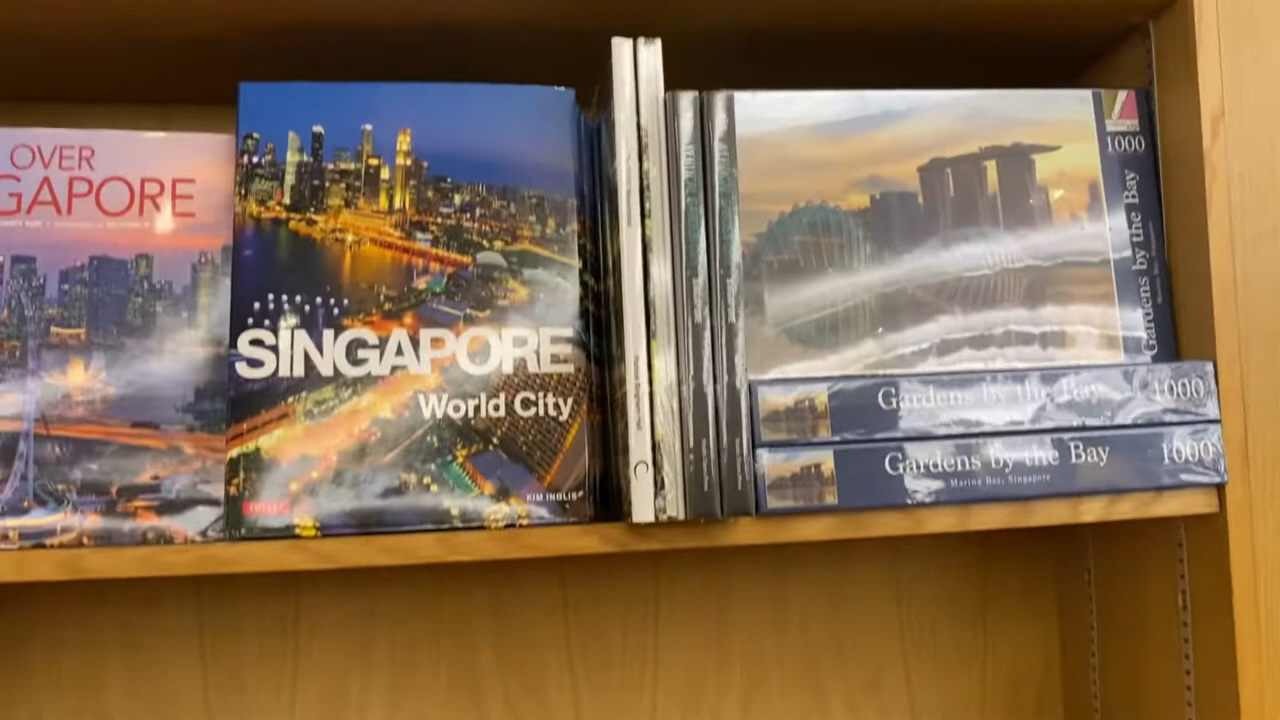 OVER
GAPORE
SINGAPORE
World City
KIM INGLIS
TUTTLE
1000
Gardens by the Bay
Gardens by the Bay 1000
Gardens by the Bay 1000
Marina Bay, Singapore